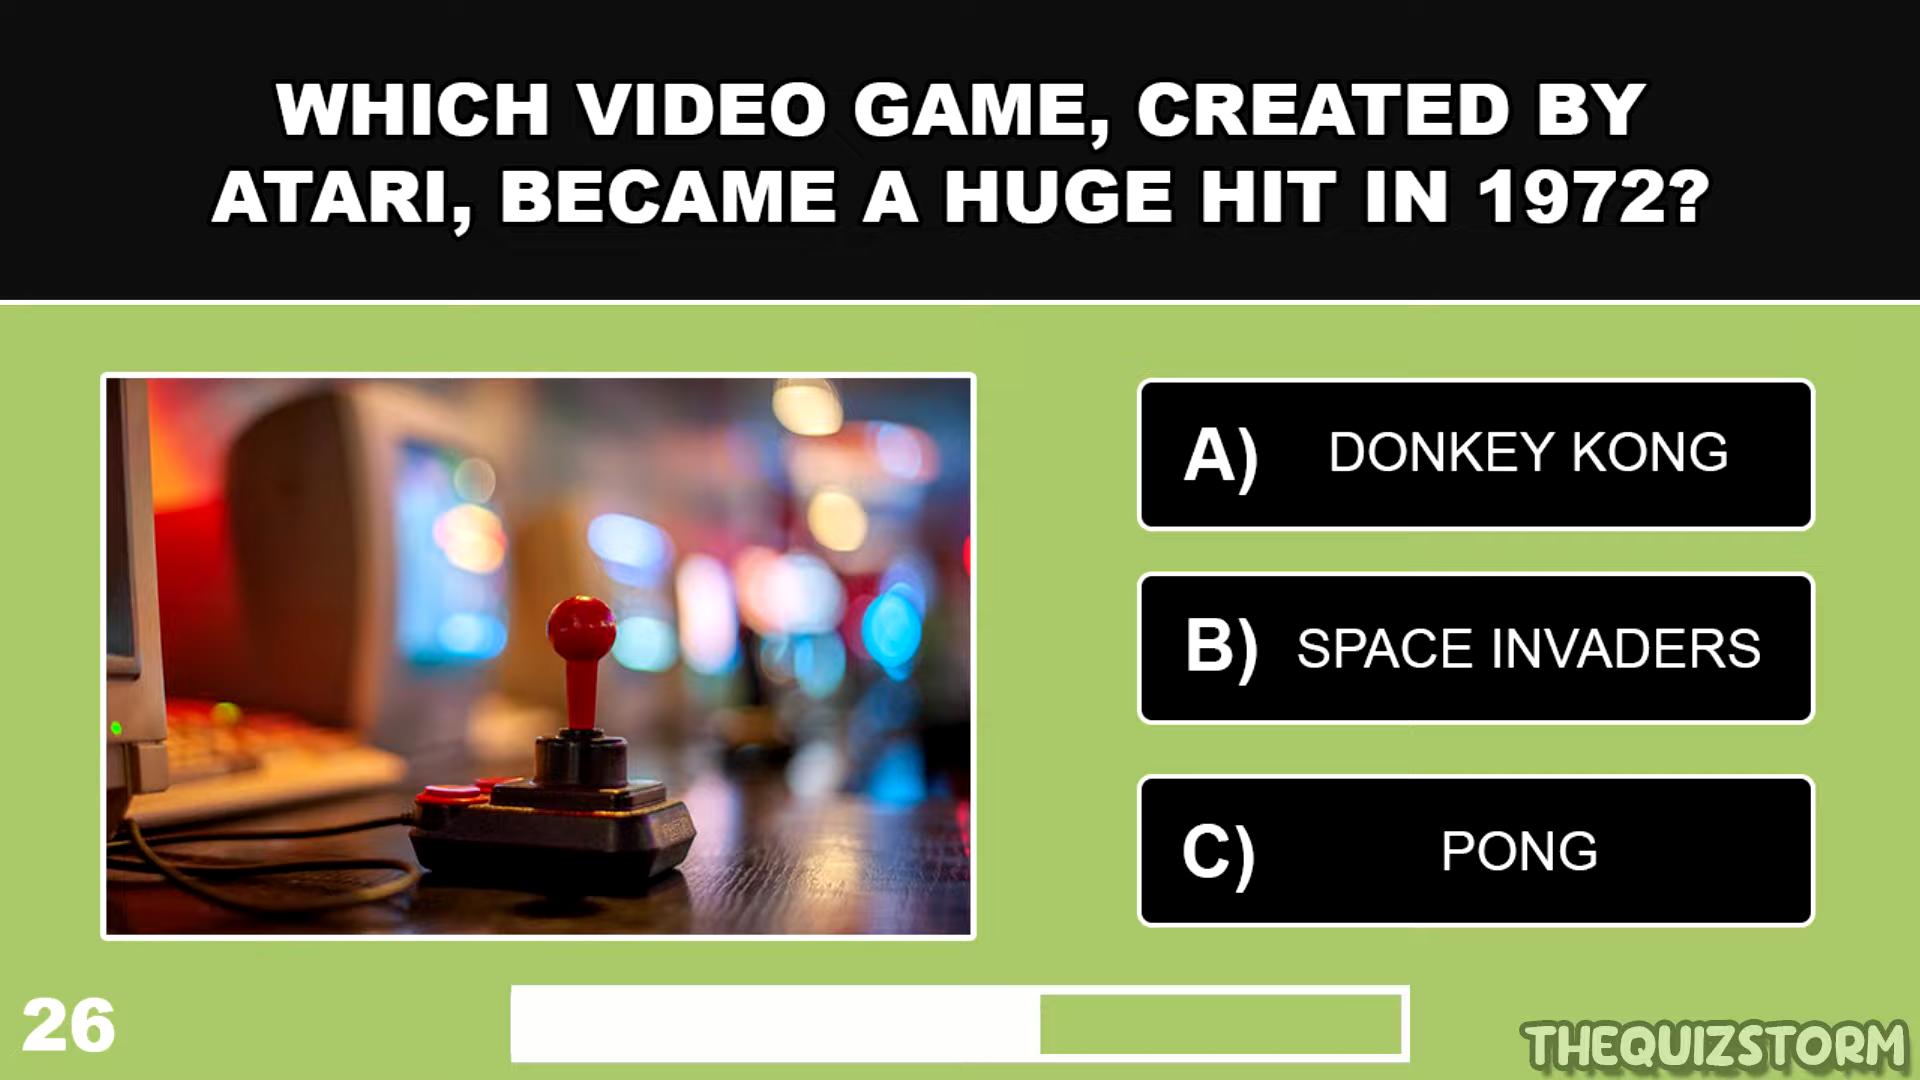 WHICH VIDEO GAME, CREATED BY
ATARI, BECAME A HUGE HIT IN 1972?
A) DONKEY KONG
B) SPACE INVADERS
C) PONG
26
THEQUIZSTORM